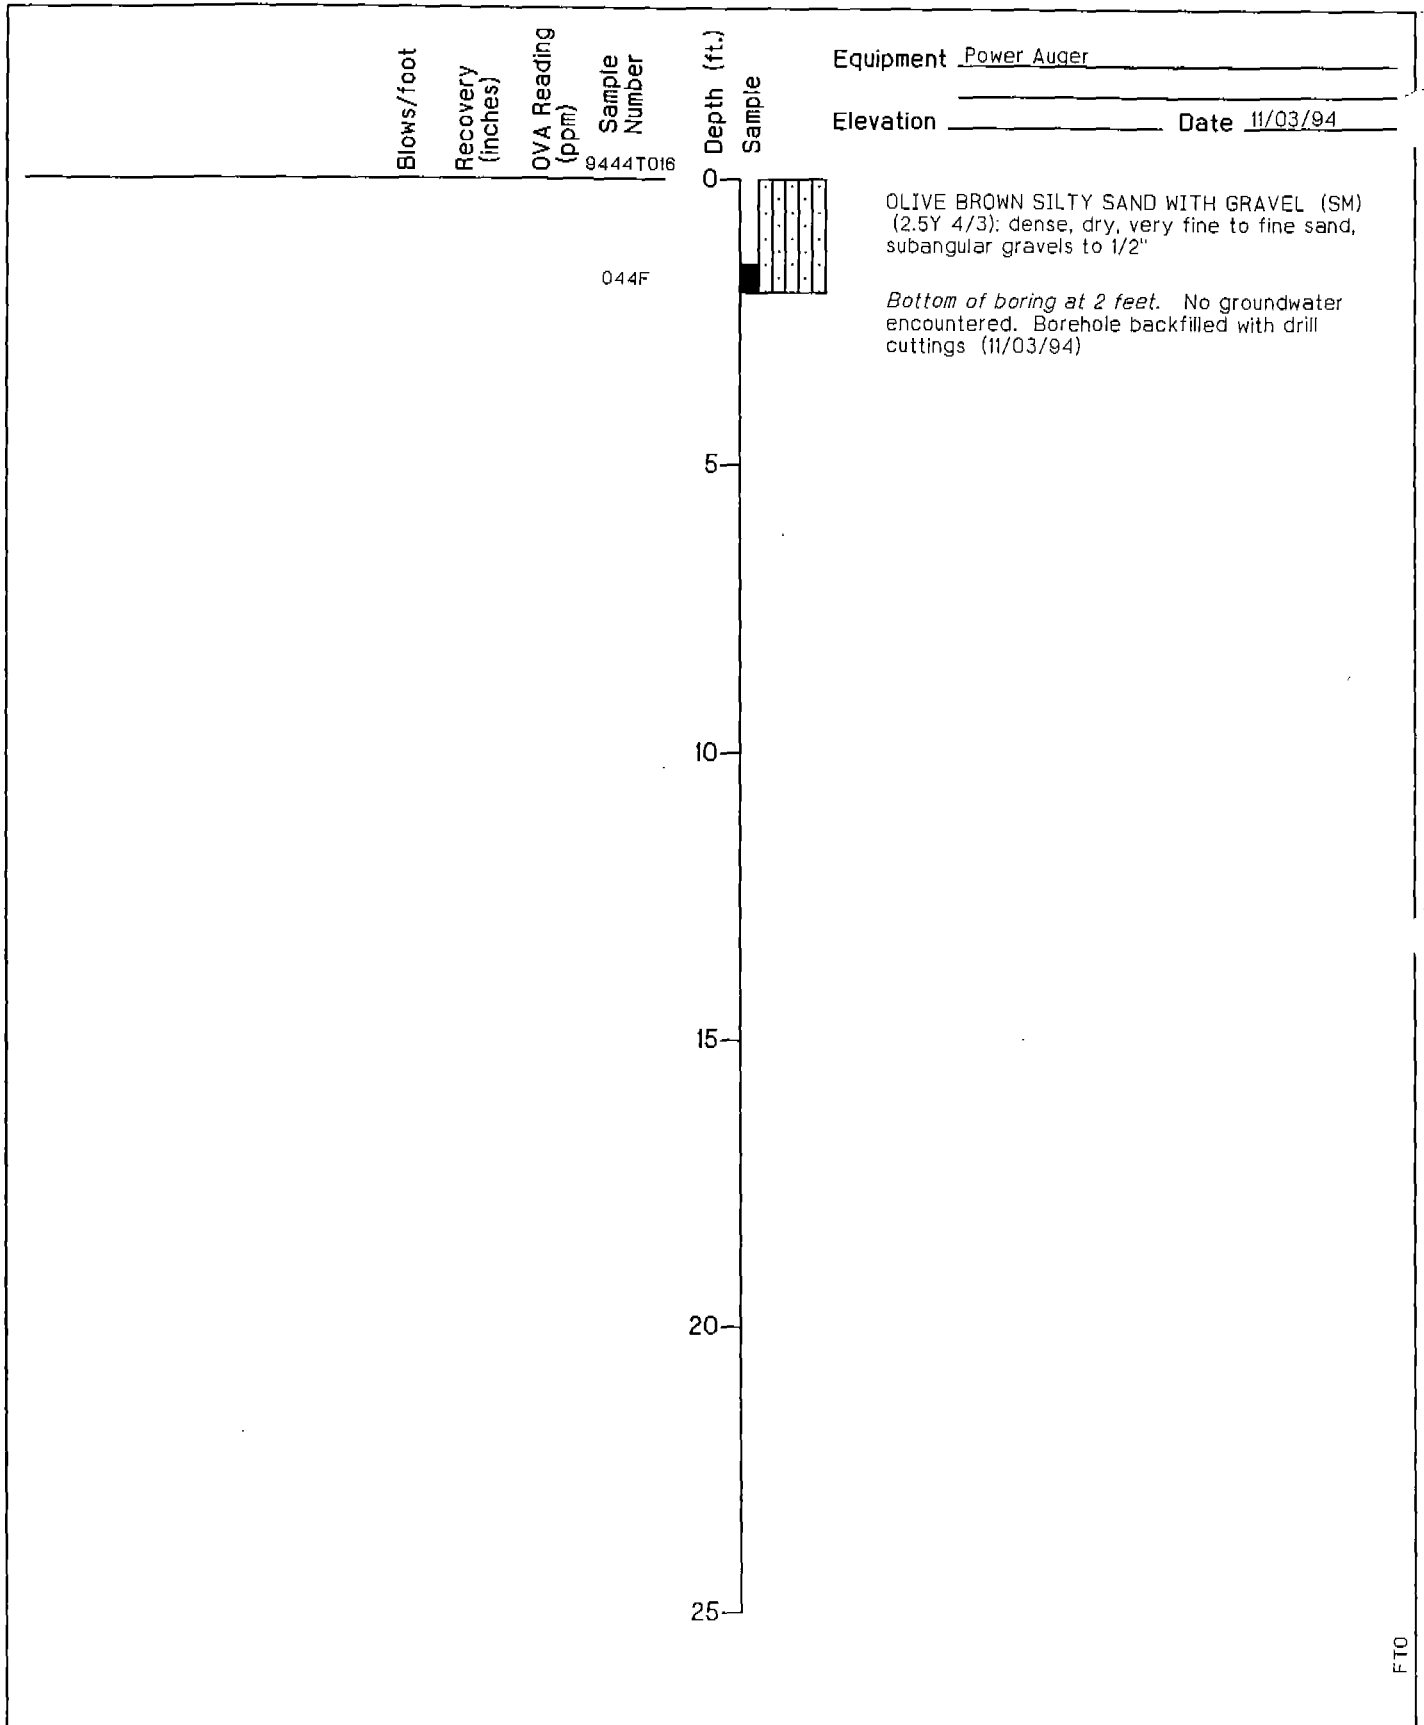 Blows/foot
Recovery
(inches)
OVA Reading
(ppm)
Sample
Number
9444T016
Depth (ft.)
Sample
Equipment Power Auger
Elevation Date 11/03/94
0
OLIVE BROWN SILTY SAND WITH GRAVEL (SM)
(2.5Y 4/3): dense, dry, very fine to fine sand,
subangular gravels to 1/2"
044F
Bottom of boring at 2 feet. No groundwater
encountered. Borehole backfilled with drill
cuttings (11/03/94)
5
10
15
20
25
FTO